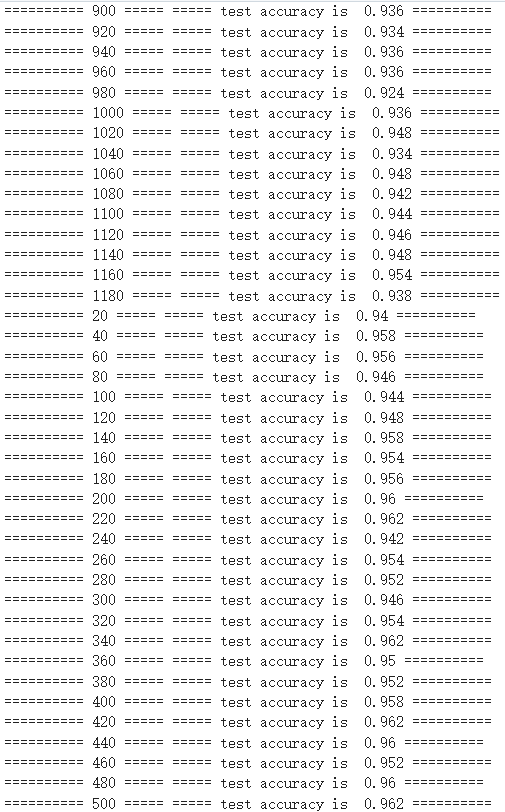 ========== 900 ===== ===== test accuracy is  0.936 ==========
========== 920 ===== ===== test accuracy is  0.934 ==========
========== 940 ===== ===== test accuracy is  0.936 ==========
========== 960 ===== ===== test accuracy is  0.936 ==========
========== 980 ===== ===== test accuracy is  0.924 ==========
========== 1000 ===== ===== test accuracy is  0.936 ==========
========== 1020 ===== ===== test accuracy is  0.948 ==========
========== 1040 ===== ===== test accuracy is  0.934 ==========
========== 1060 ===== ===== test accuracy is  0.948 ==========
========== 1080 ===== ===== test accuracy is  0.942 ==========
========== 1100 ===== ===== test accuracy is  0.944 ==========
========== 1120 ===== ===== test accuracy is  0.946 ==========
========== 1140 ===== ===== test accuracy is  0.948 ==========
========== 1160 ===== ===== test accuracy is  0.954 ==========
========== 1180 ===== ===== test accuracy is  0.938 ==========
========== 20 ===== ===== test accuracy is  0.94 ==========
========== 40 ===== ===== test accuracy is  0.958 ==========
========== 60 ===== ===== test accuracy is  0.956 ==========
========== 80 ===== ===== test accuracy is  0.946 ==========
========== 100 ===== ===== test accuracy is  0.944 ==========
========== 120 ===== ===== test accuracy is  0.948 ==========
========== 140 ===== ===== test accuracy is  0.958 ==========
========== 160 ===== ===== test accuracy is  0.954 ==========
========== 180 ===== ===== test accuracy is  0.956 ==========
========== 200 ===== ===== test accuracy is  0.96 ==========
========== 220 ===== ===== test accuracy is  0.962 ==========
========== 240 ===== ===== test accuracy is  0.942 ==========
========== 260 ===== ===== test accuracy is  0.954 ==========
========== 280 ===== ===== test accuracy is  0.952 ==========
========== 300 ===== ===== test accuracy is  0.946 ==========
========== 320 ===== ===== test accuracy is  0.954 ==========
========== 340 ===== ===== test accuracy is  0.962 ==========
========== 360 ===== ===== test accuracy is  0.95 ==========
========== 380 ===== ===== test accuracy is  0.952 ==========
========== 400 ===== ===== test accuracy is  0.958 ==========
========== 420 ===== ===== test accuracy is  0.962 ==========
========== 440 ===== ===== test accuracy is  0.96 ==========
========== 460 ===== ===== test accuracy is  0.952 ==========
========== 480 ===== ===== test accuracy is  0.96 ==========
========== 500 ===== ===== test accuracy is  0.962 ==========